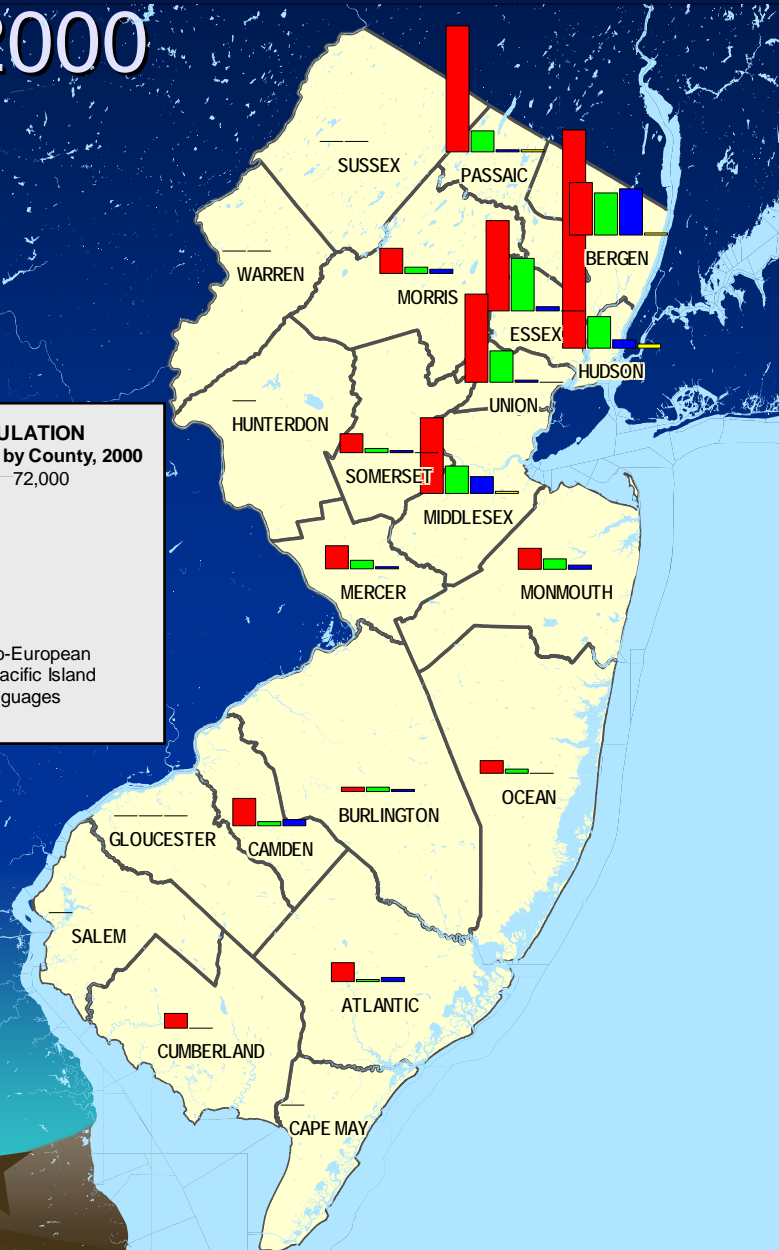 2000
SUSSEX
PASSAIC
BERGEN
WARREN
MORRIS
ESSEX
HUDSON
UNION
HUNTERDON
ULATION
by County, 2000
72,000
SOMERSET
MIDDLESEX
MERCER
MONMOUTH
o-European
acific Island
guages
OCEAN
BURLINGTON
GLOUCESTER
CAMDEN
SALEM
ATLANTIC
CUMBERLAND
CAPE MAY